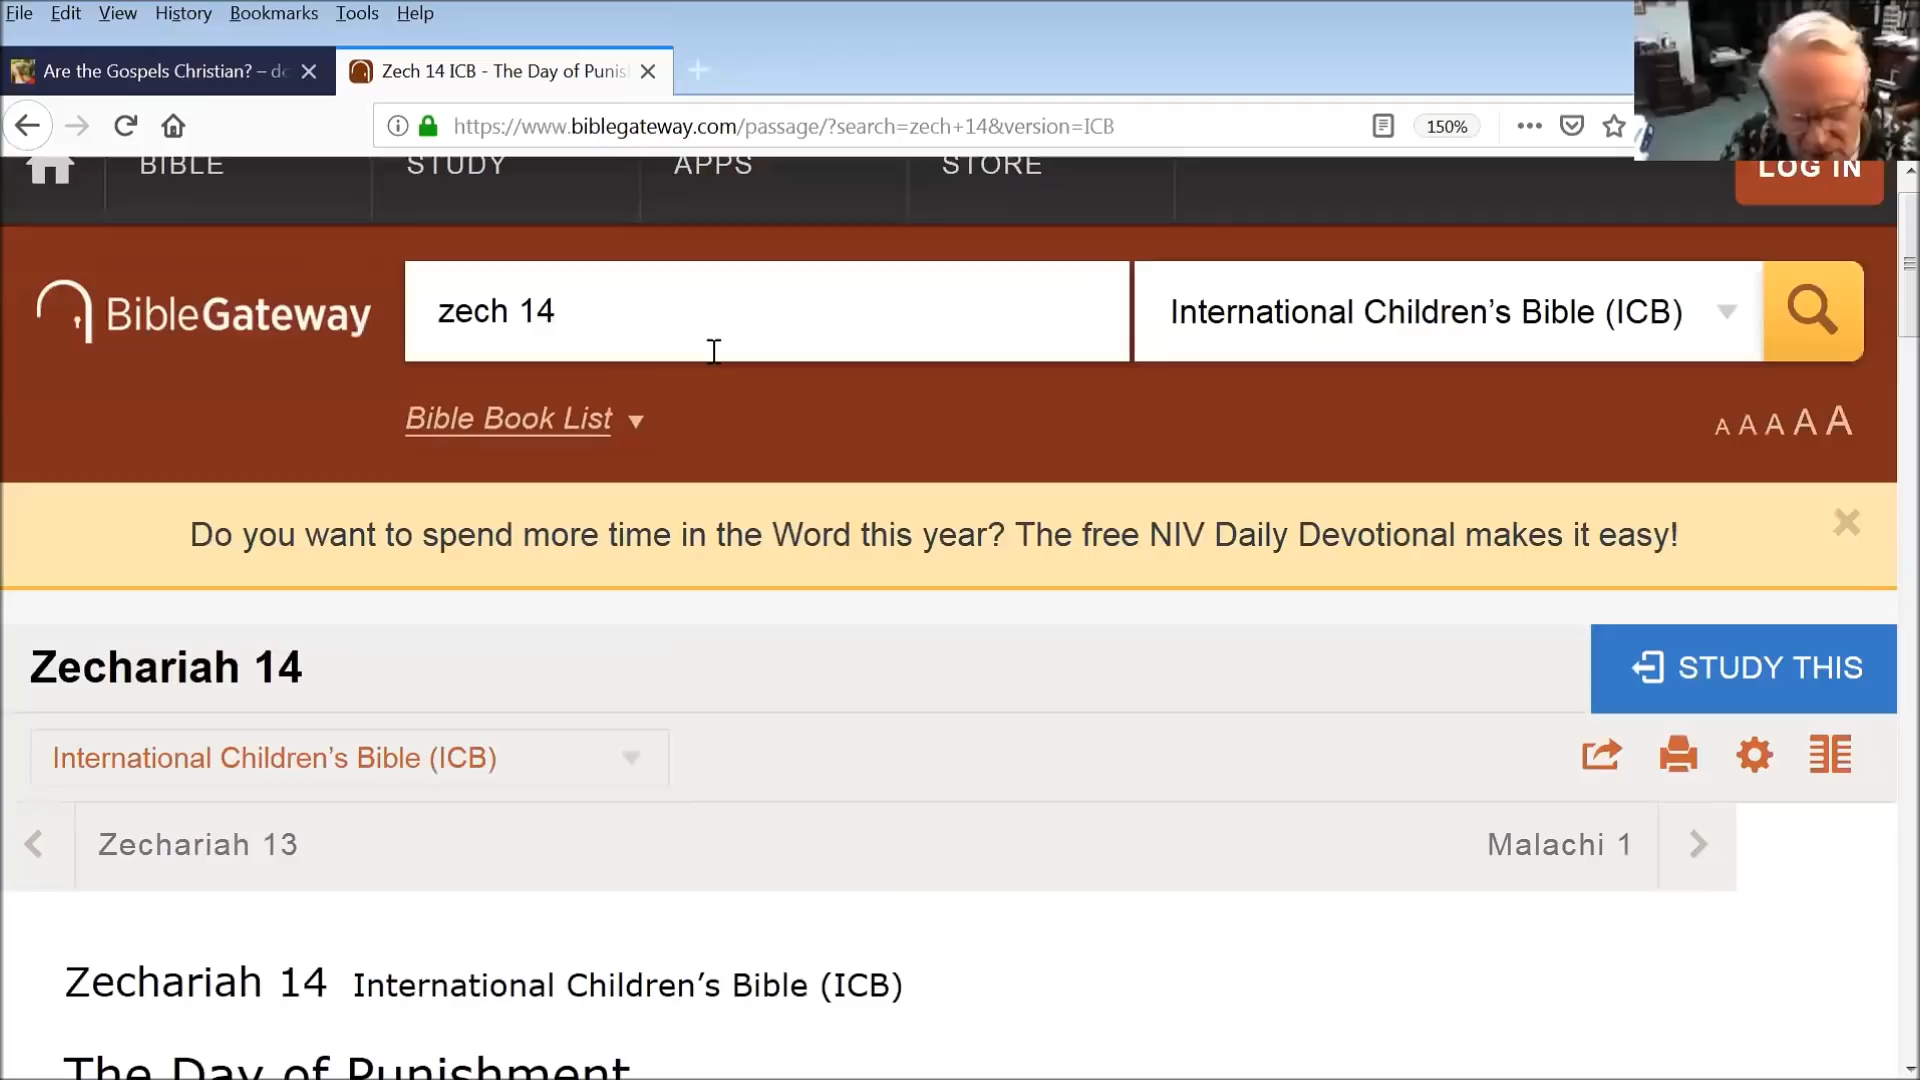 File Edit View History Bookmarks Tools Help
Are the Gospels Christian? – do
Zech 14 ICB - The Day of Punis
https://www.biblegateway.com/passage/?search=zech+14&version=ICB
150%
BIBLE STUDY APPS STORE LOG IN
BibleGateway
zech 14
International Children’s Bible (ICB)
Bible Book List
A A A A A
Do you want to spend more time in the Word this year? The free NIV Daily Devotional makes it easy!
Zechariah 14
STUDY THIS
International Children’s Bible (ICB)
Zechariah 13
Malachi 1
Zechariah 14 International Children’s Bible (ICB)
The Day of Punishment